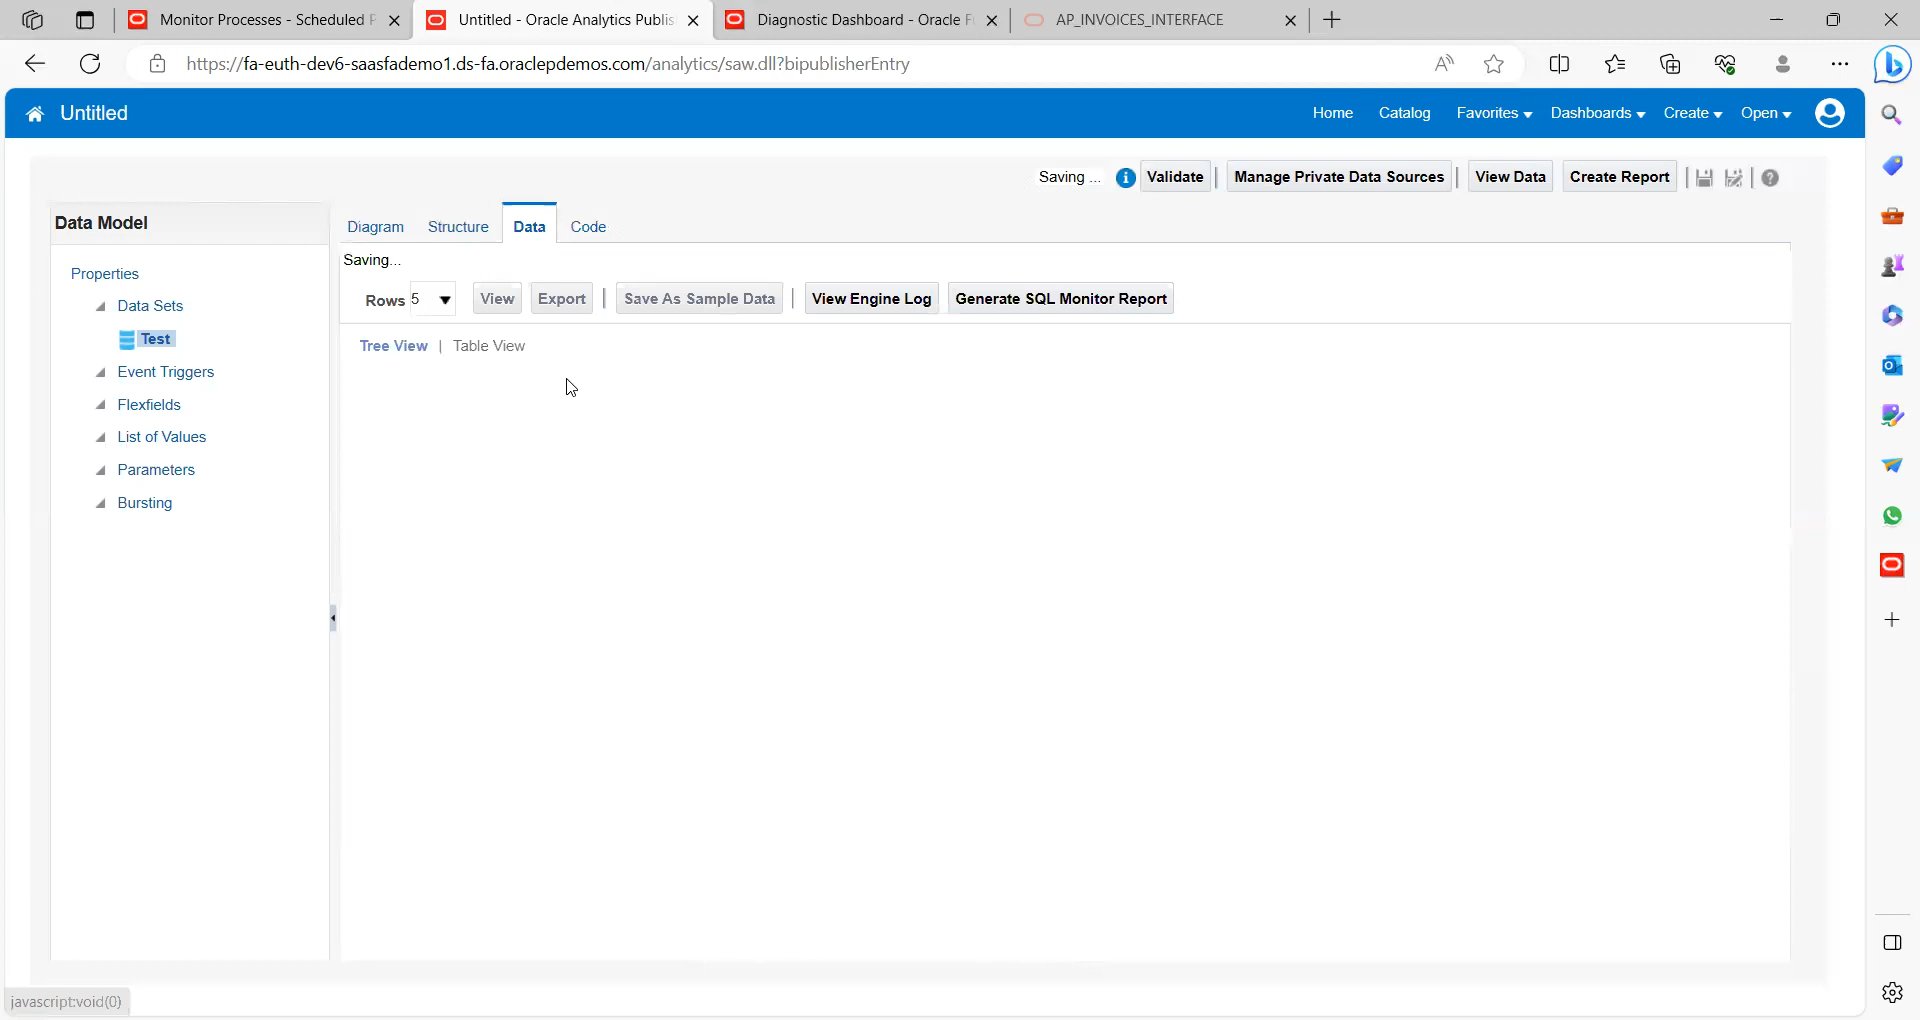 Monitor Processes - Scheduled P
Untitled - Oracle Analytics Publis
Diagnostic Dashboard - Oracle F
AP_INVOICES_INTERFACE
https://fa-euth-dev6-saasfademo1.ds-fa.oraclepdemos.com/analytics/saw.dll?bipublisherEntry
Untitled
Home
Catalog
Favorites
Dashboards
Create
Open
Saving ...
Validate
Manage Private Data Sources
View Data
Create Report
Data Model
Diagram
Structure
Data
Code
Saving...
Properties
Rows 5
View
Export
Save As Sample Data
View Engine Log
Generate SQL Monitor Report
Data Sets
Test
Tree View | Table View
Event Triggers
Flexfields
List of Values
Parameters
Bursting
javascript:void(0)